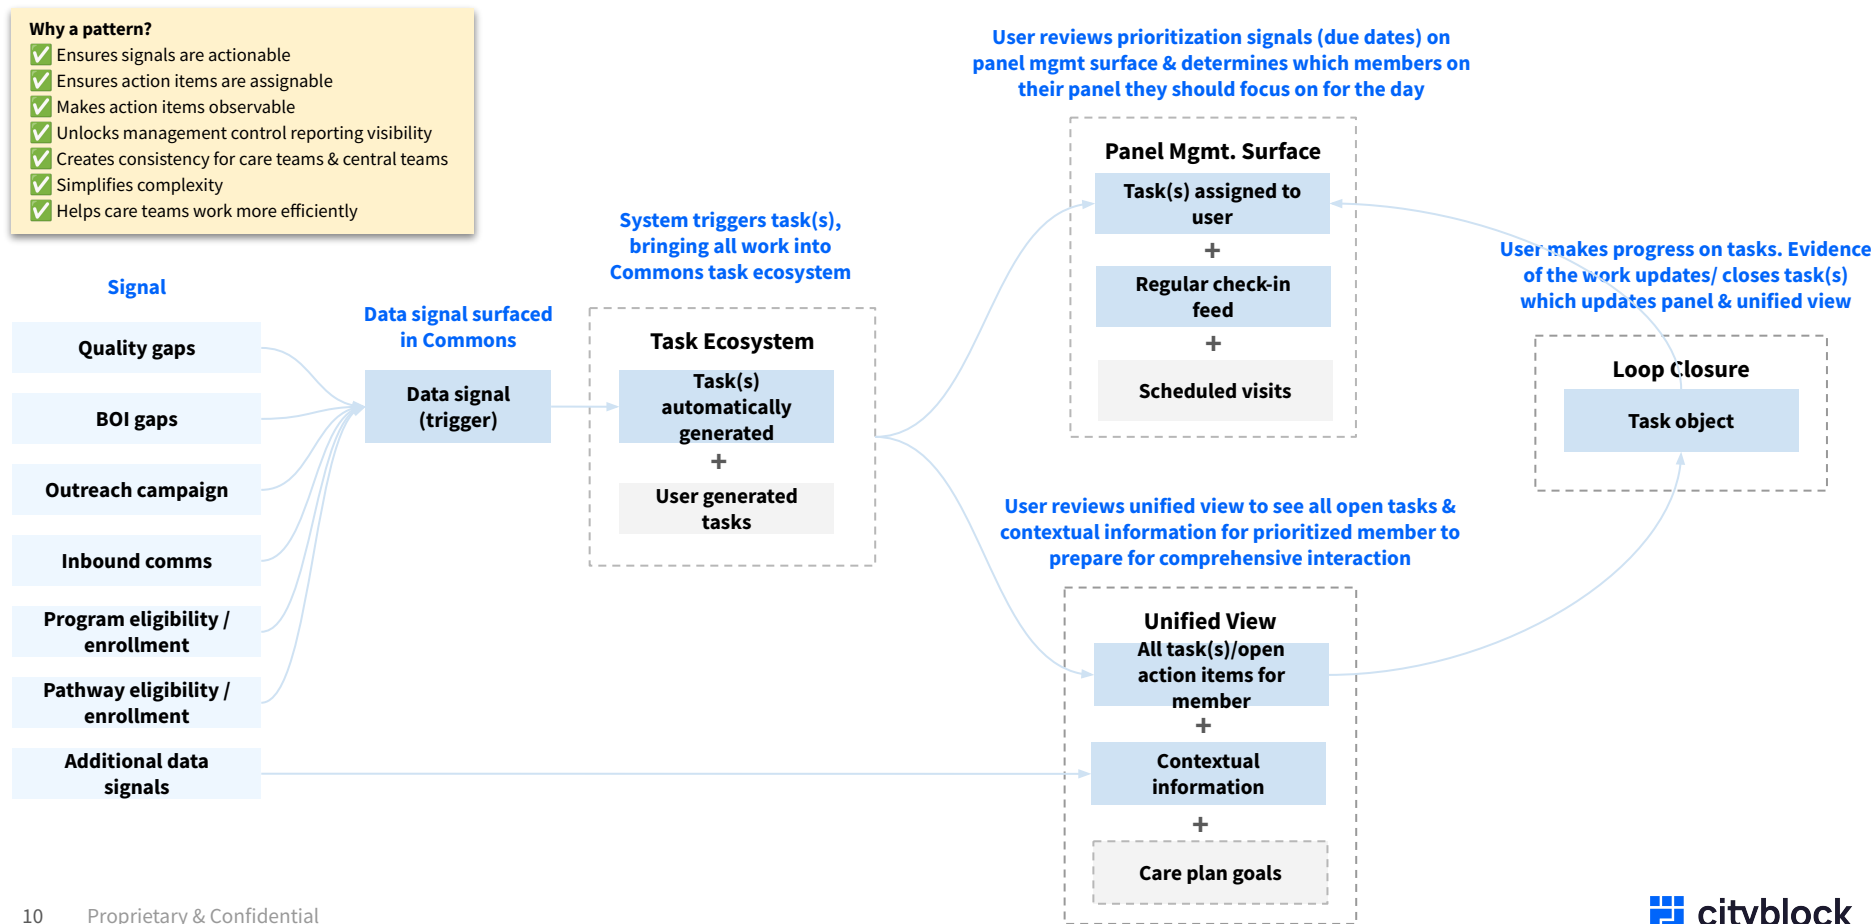 Why a pattern?
✅ Ensures signals are actionable
✅ Ensures action items are assignable
✅ Makes action items observable
✅ Unlocks management control reporting visibility
✅ Creates consistency for care teams & central teams
✅ Simplifies complexity
✅ Helps care teams work more efficiently
Signal
Quality gaps
BOI gaps
Outreach campaign
Inbound comms
Program eligibility /
enrollment
Pathway eligibility /
enrollment
Additional data
signals
Data signal surfaced
in Commons
Data signal
(trigger)
System triggers task(s),
bringing all work into
Commons task ecosystem
Task Ecosystem
Task(s)
automatically
generated
+
User generated
tasks
User reviews prioritization signals (due dates) on
panel mgmt surface & determines which members on
their panel they should focus on for the day
Panel Mgmt. Surface
Task(s) assigned to
user
+
Regular check-in
feed
+
Scheduled visits
User reviews unified view to see all open tasks &
contextual information for prioritized member to
prepare for comprehensive interaction
Unified View
All task(s)/open
action items for
member
+
Contextual
information
+
Care plan goals
User makes progress on tasks. Evidence
of the work updates/ closes task(s)
which updates panel & unified view
Loop Closure
Task object
10 Proprietary & Confidential
cityblock